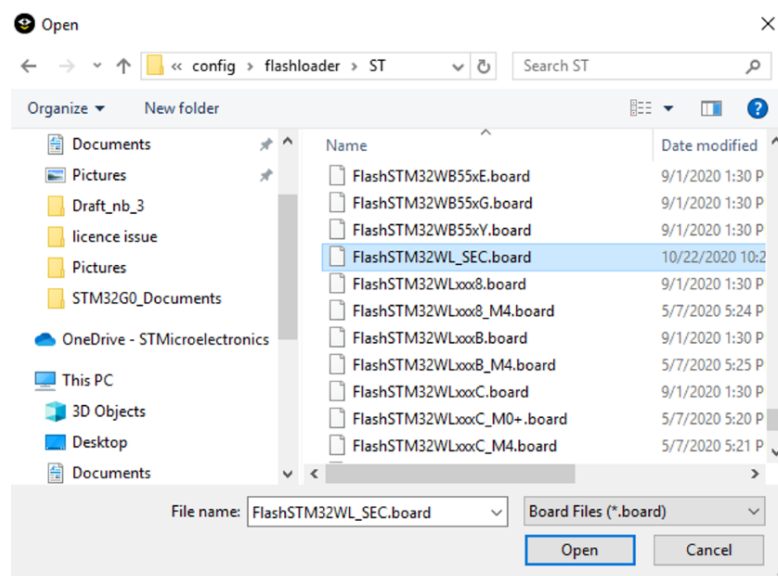 Open
« config › flashloader › ST
Search ST
Organize
New folder
Documents
Pictures
Draft_nb_3
licence issue
Pictures
STM32G0_Documents
OneDrive - STMicroelectronics
This PC
3D Objects
Desktop
Documents
Name Date modified
FlashSTM32WB55xE.board 9/1/2020 1:30 P
FlashSTM32WB55xG.board 9/1/2020 1:30 P
FlashSTM32WB55xY.board 9/1/2020 1:30 P
FlashSTM32WL_SEC.board 10/22/2020 10:2
FlashSTM32WLxxx8.board 9/1/2020 1:30 P
FlashSTM32WLxxx8_M4.board 5/7/2020 5:24 P
FlashSTM32WLxxxB.board 9/1/2020 1:30 P
FlashSTM32WLxxxB_M4.board 5/7/2020 5:25 P
FlashSTM32WLxxxC.board 9/1/2020 1:30 P
FlashSTM32WLxxxC_M0+.board 5/7/2020 5:20 P
FlashSTM32WLxxxC_M4.board 5/7/2020 5:21 P
File name: FlashSTM32WL_SEC.board Board Files (*.board)
Open Cancel